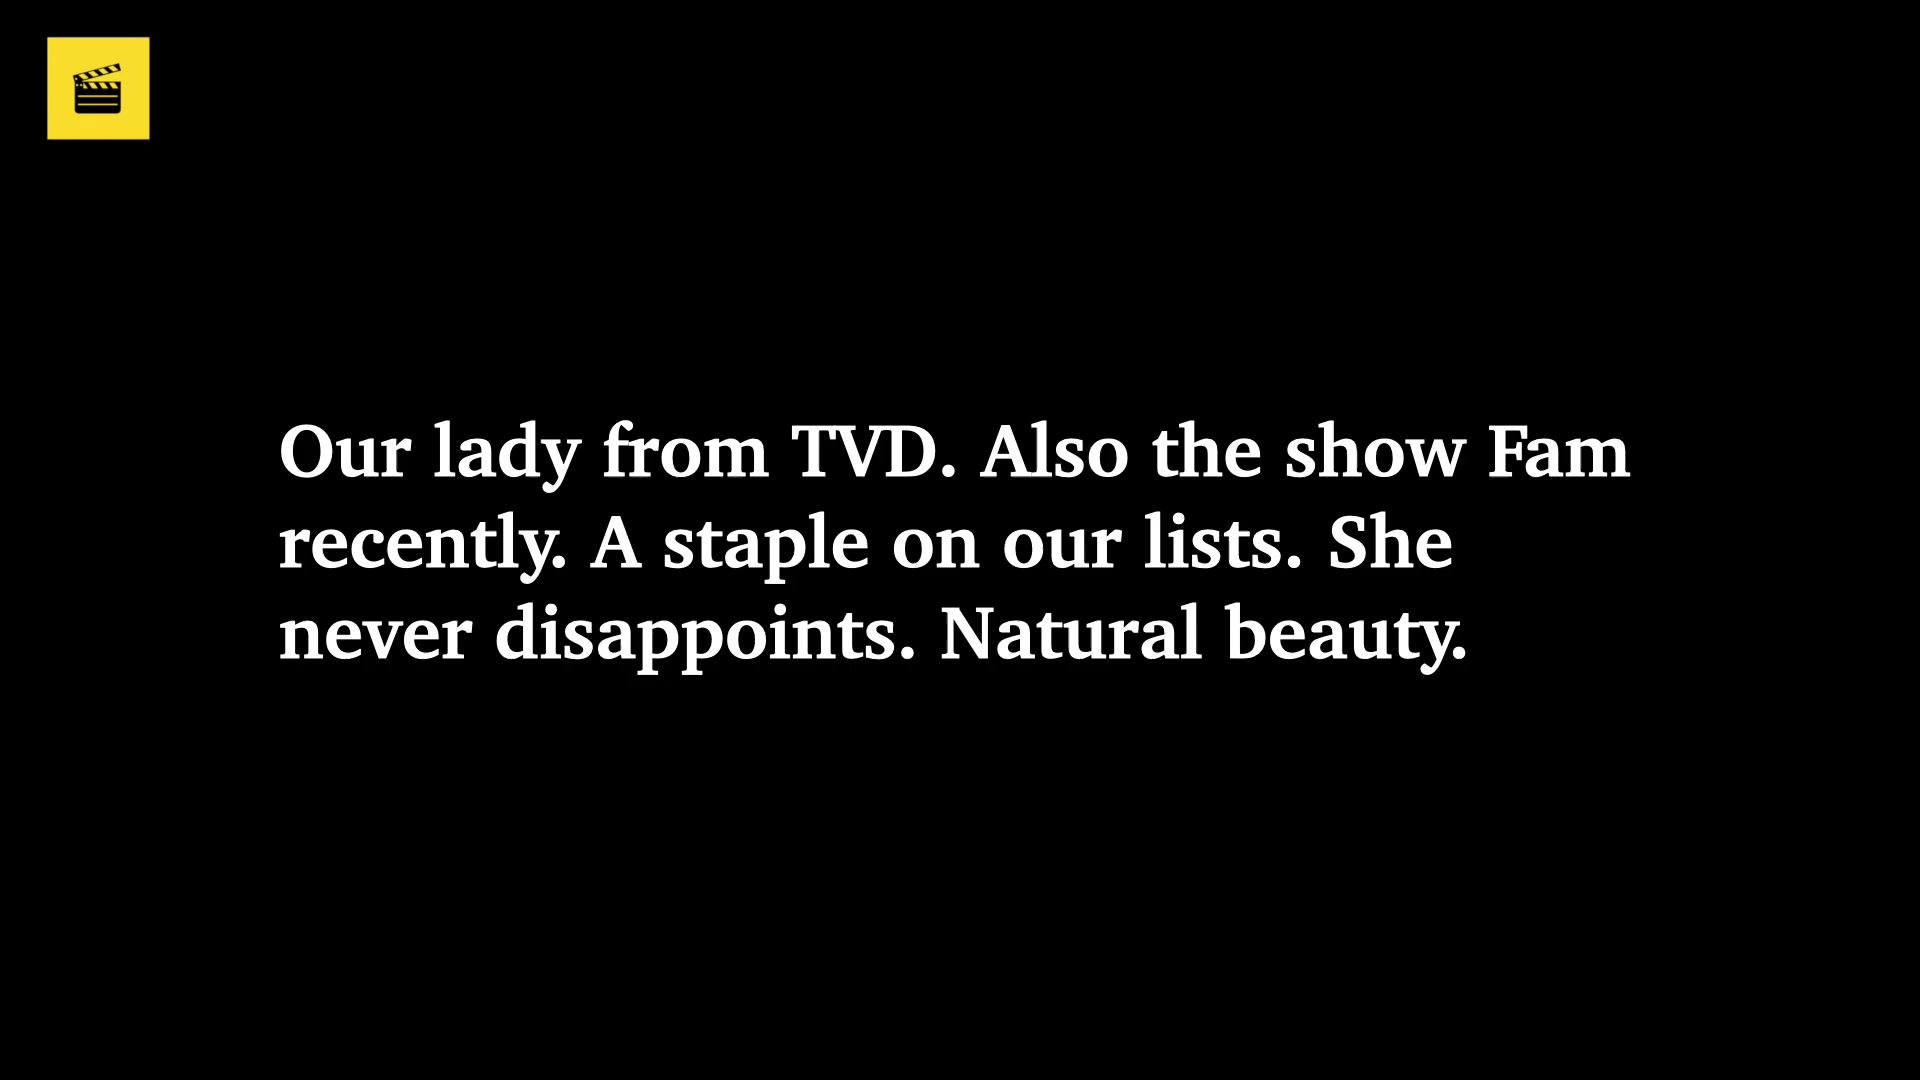 Our lady from TVD. Also the show Fam
recently. A staple on our lists. She
never disappoints. Natural beauty.